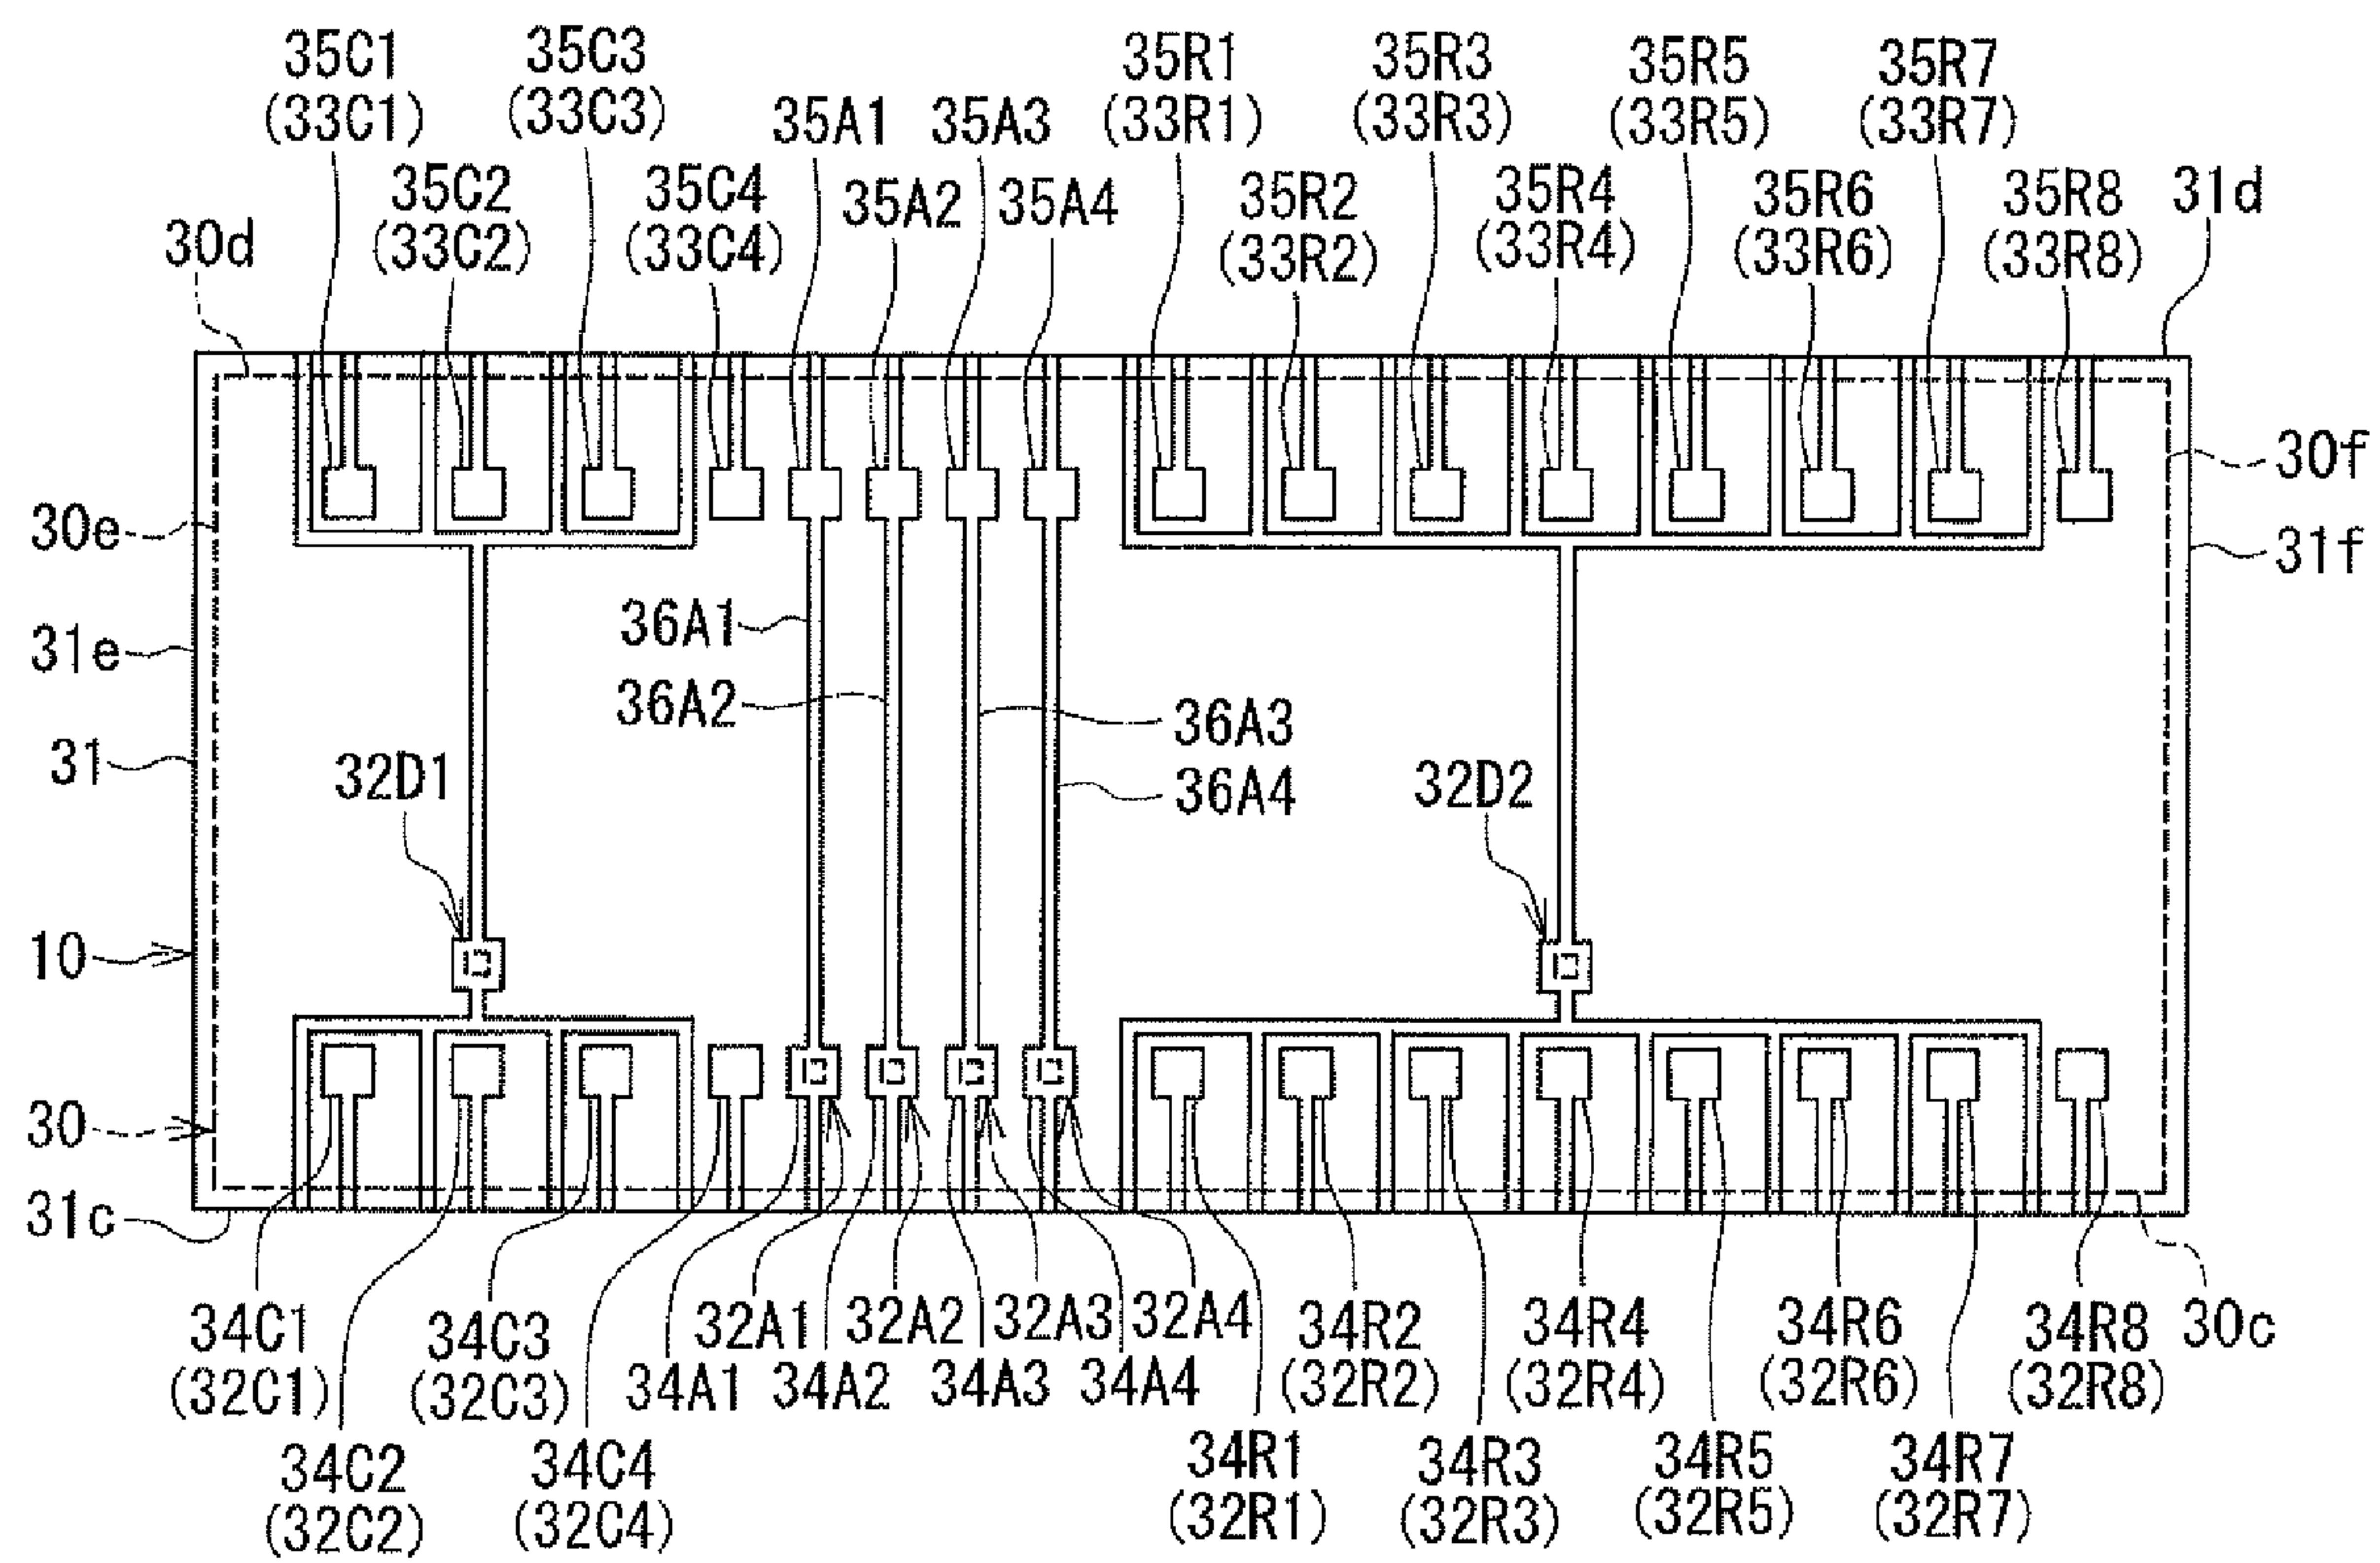 35C1
(33C1)
35C3
(33C3)
35A1
35A3
35R1
(33R1)
35R3
(33R3)
35R5
(33R5)
35R7
(33R7)
30d
35C2
(33C2)
35C4
(33C4)
35A2
35A4
35R2
(33R2)
35R4
(33R4)
35R6
(33R6)
35R8
(33R8)
31d
30f
30e
31f
36A1
31e
36A2
36A3
31
32D1
36A4
32D2
10
30
31c
34C1
(32C1)
34C3
(32C3)
32A1
32A2
32A3
32A4
34A1
34A2
34A3
34A4
34R2
(32R2)
34R4
(32R4)
34R6
(32R6)
34R8
(32R8)
30c
34C2
(32C2)
34C4
(32C4)
34R1
(32R1)
34R3
(32R3)
34R5
(32R5)
34R7
(32R7)